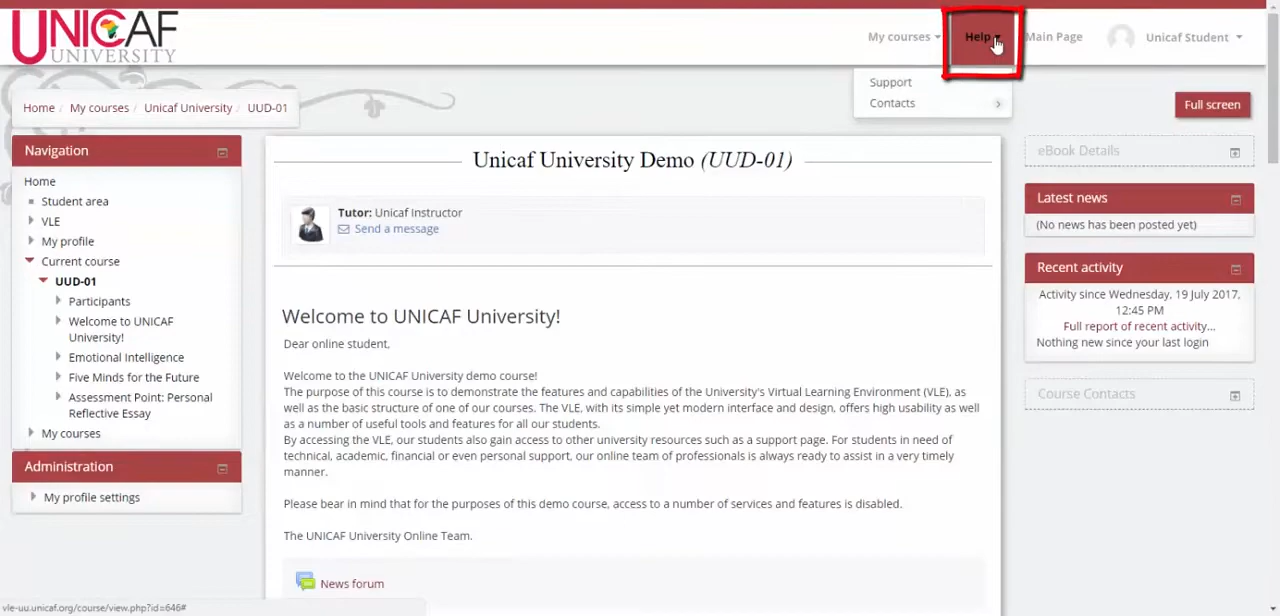 UNICAF
UNIVERSITY
My courses
Help
Main Page
Unicaf Student
Support
Contacts
Home / My courses / Unicaf University / UUD-01
Full screen
Navigation
Home
Student area
VLE
My profile
Current course
UUD-01
Participants
Welcome to UNICAF
University!
Emotional Intelligence
Five Minds for the Future
Assessment Point: Personal
Reflective Essay
My courses
Administration
My profile settings
Unicaf University Demo (UUD-01)
Tutor: Unicaf Instructor
Send a message
Welcome to UNICAF University!
Dear online student,
Welcome to the UNICAF University demo course!
The purpose of this course is to demonstrate the features and capabilities of the University's Virtual Learning Environment (VLE), as
well as the basic structure of one of our courses. The VLE, with its simple yet modern interface and design, offers high usability as well
as a number of useful tools and features for all our students.
By accessing the VLE, our students also gain access to other university resources such as a support page. For students in need of
technical, academic, financial or even personal support, our online team of professionals is always ready to assist in a very timely
manner.
Please bear in mind that for the purposes of this demo course, access to a number of services and features is disabled.
The UNICAF University Online Team.
News forum
eBook Details
Latest news
(No news has been posted yet)
Recent activity
Activity since Wednesday, 19 July 2017,
12:45 PM
Full report of recent activity...
Nothing new since your last login
Course Contacts
vle-uu.unicaf.org/course/view.php?id=646#